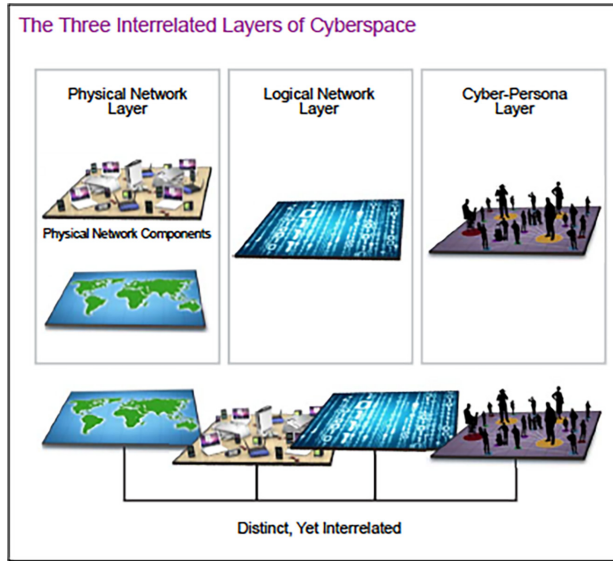 The Three Interrelated Layers of Cyberspace
Physical Network
Layer
Logical Network
Layer
Cyber-Persona
Layer
Physical Network Components
Distinct, Yet Interrelated